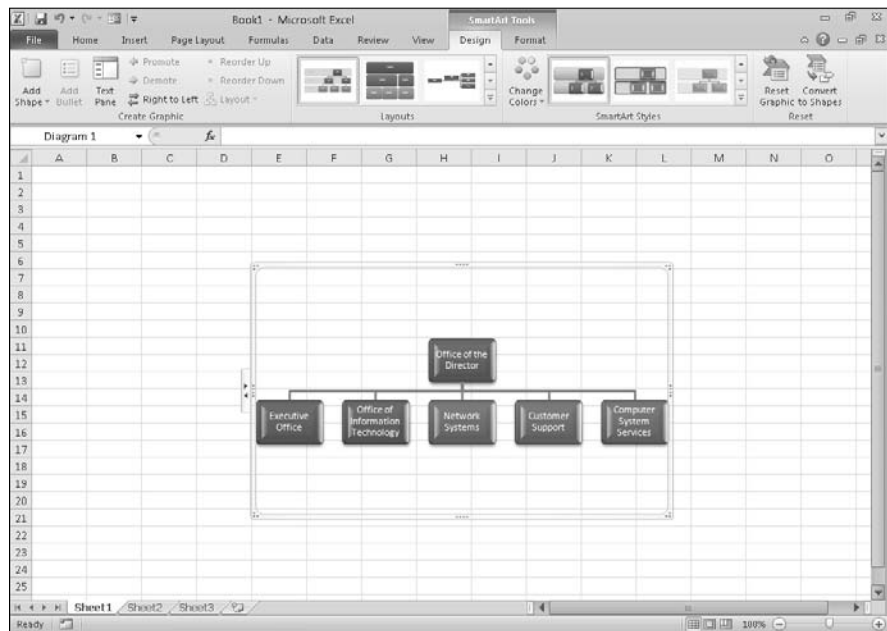 Book1 - Microsoft Excel
SmartArt Tools
File Home Insert Page Layout Formulas Data Review View Design Format
Add Shape
Add Bullet
Text Pane
Promote
Demote
Right to Left
Reorder Up
Reorder Down
Layout
Create Graphic
Layouts
Change Colors
SmartArt Styles
Reset Graphic
Convert to Shapes
Reset
Diagram 1
fx
A B C D E F G H I J K L M N O
1
2
3
4
5
6
7
8
9
10
11
12
13
14
15
16
17
18
19
20
21
22
23
24
25
Office of the
Director
Executive
Office
Office of
Information
Technology
Network
Systems
Customer
Support
Computer
System
Services
Sheet1 Sheet2 Sheet3
Ready
100%